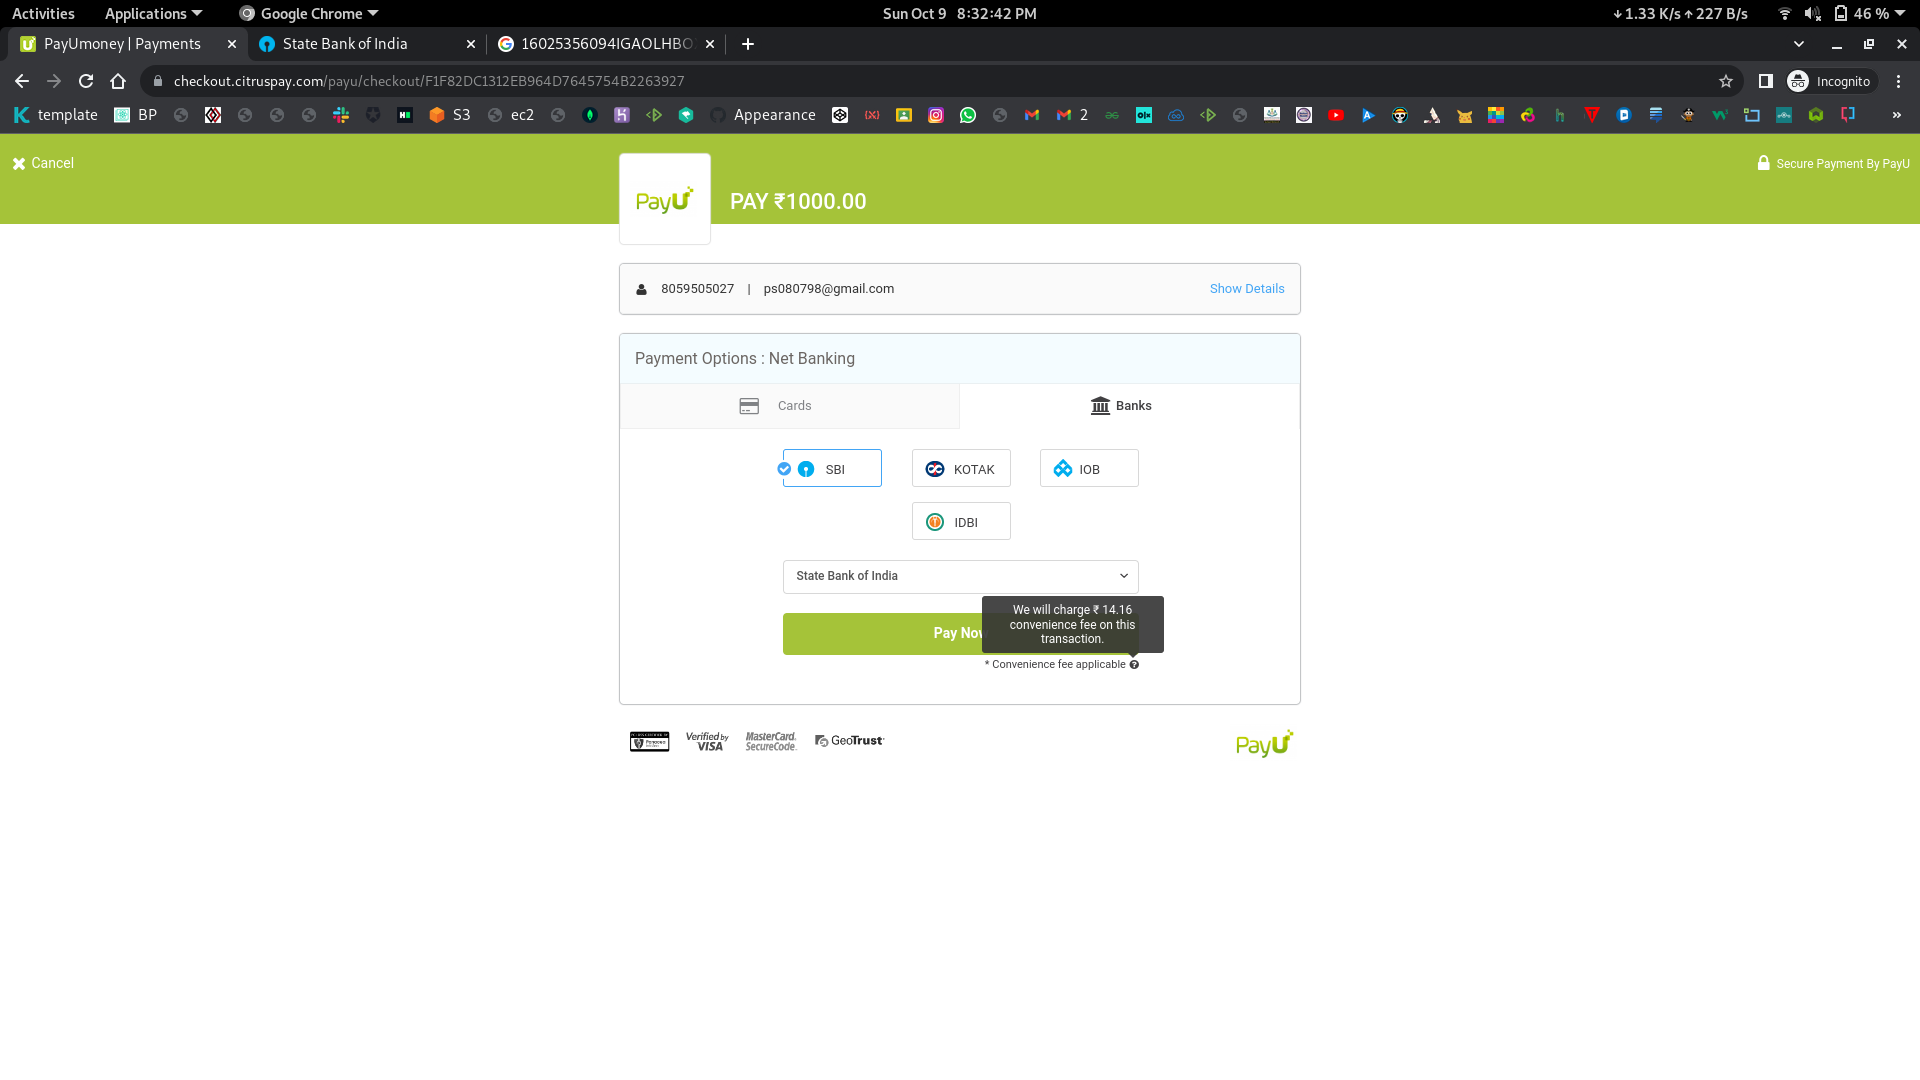 Activities Applications Google Chrome Sun Oct 9 8:32:42 PM 1.33 K/s 227 B/s 46 %
PayUmoney | Payments State Bank of India 16025356094IGAOLHBO
checkout.citruspay.com/payu/checkout/F1F82DC1312EB964D7645754B2263927 Incognito
template BP S3 ec2 Appearance 2 »
Cancel
Secure Payment By PayU
PayU
PAY ₹1000.00
8059505027 | ps080798@gmail.com Show Details
Payment Options : Net Banking
Cards Banks
SBI KOTAK IOB
IDBI
State Bank of India
We will charge ₹ 14.16
convenience fee on this
transaction.
Pay Now
* Convenience fee applicable
Verified by VISA MasterCard. SecureCode. GeoTrust PayU